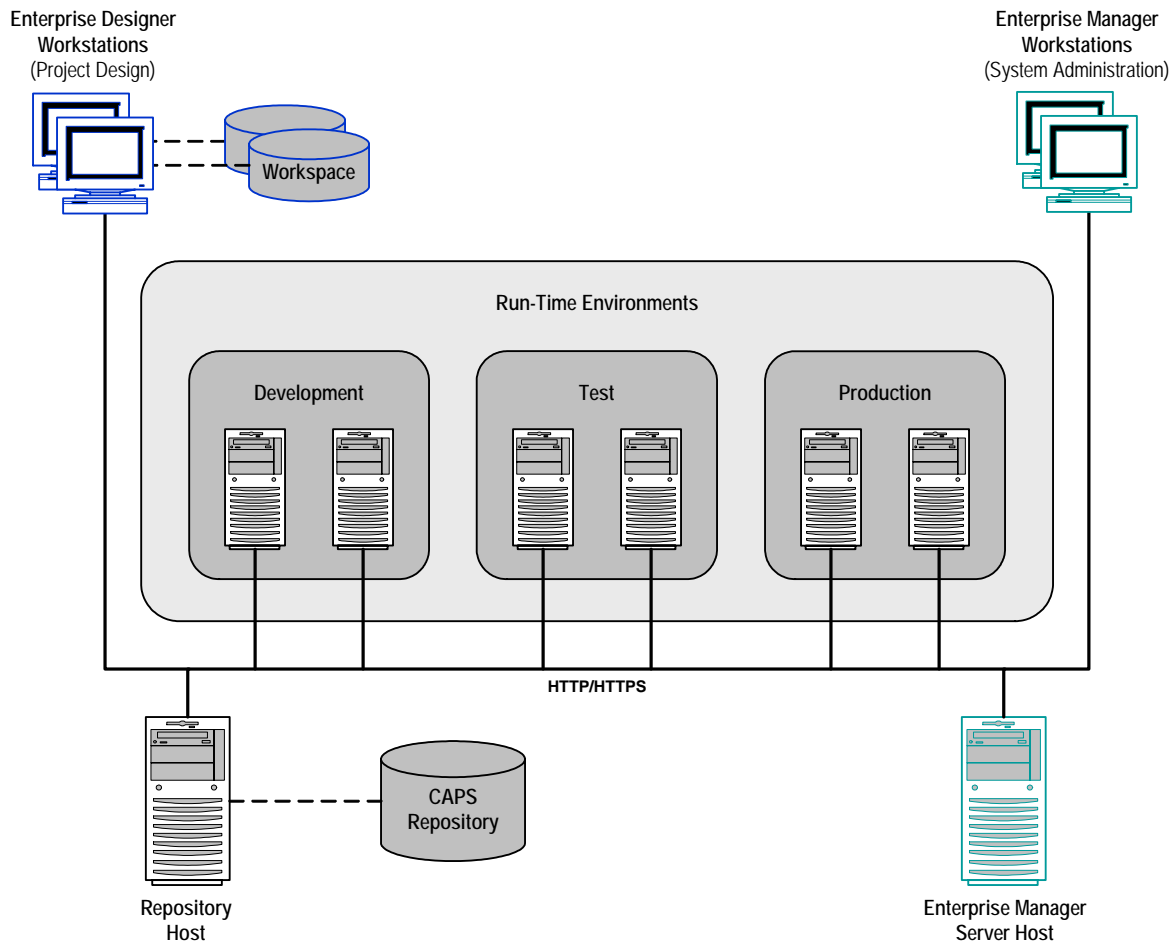 Enterprise Designer
Workstations
(Project Design)
Enterprise Manager
Workstations
(System Administration)
Workspace
Run-Time Environments
Development
Test
Production
HTTP/HTTPS
CAPS
Repository
Repository
Host
Enterprise Manager
Server Host